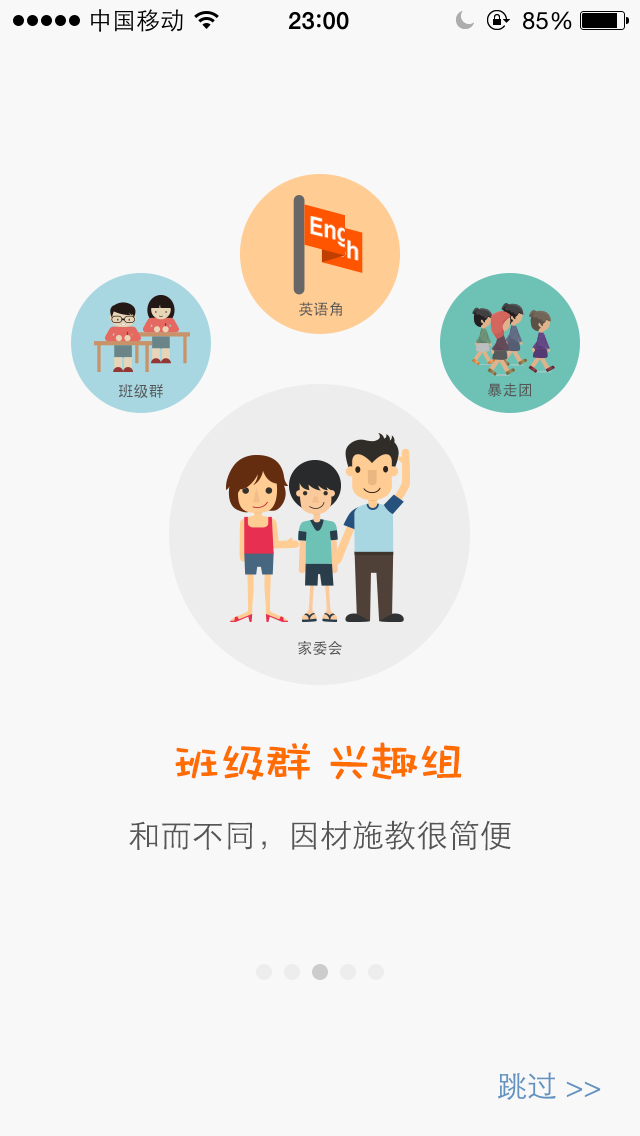 中国移动 23:00 85%
Eng h
英语角
班级群
暴走团
家委会
班级群 兴趣组
和而不同，因材施教很简便
跳过 >>